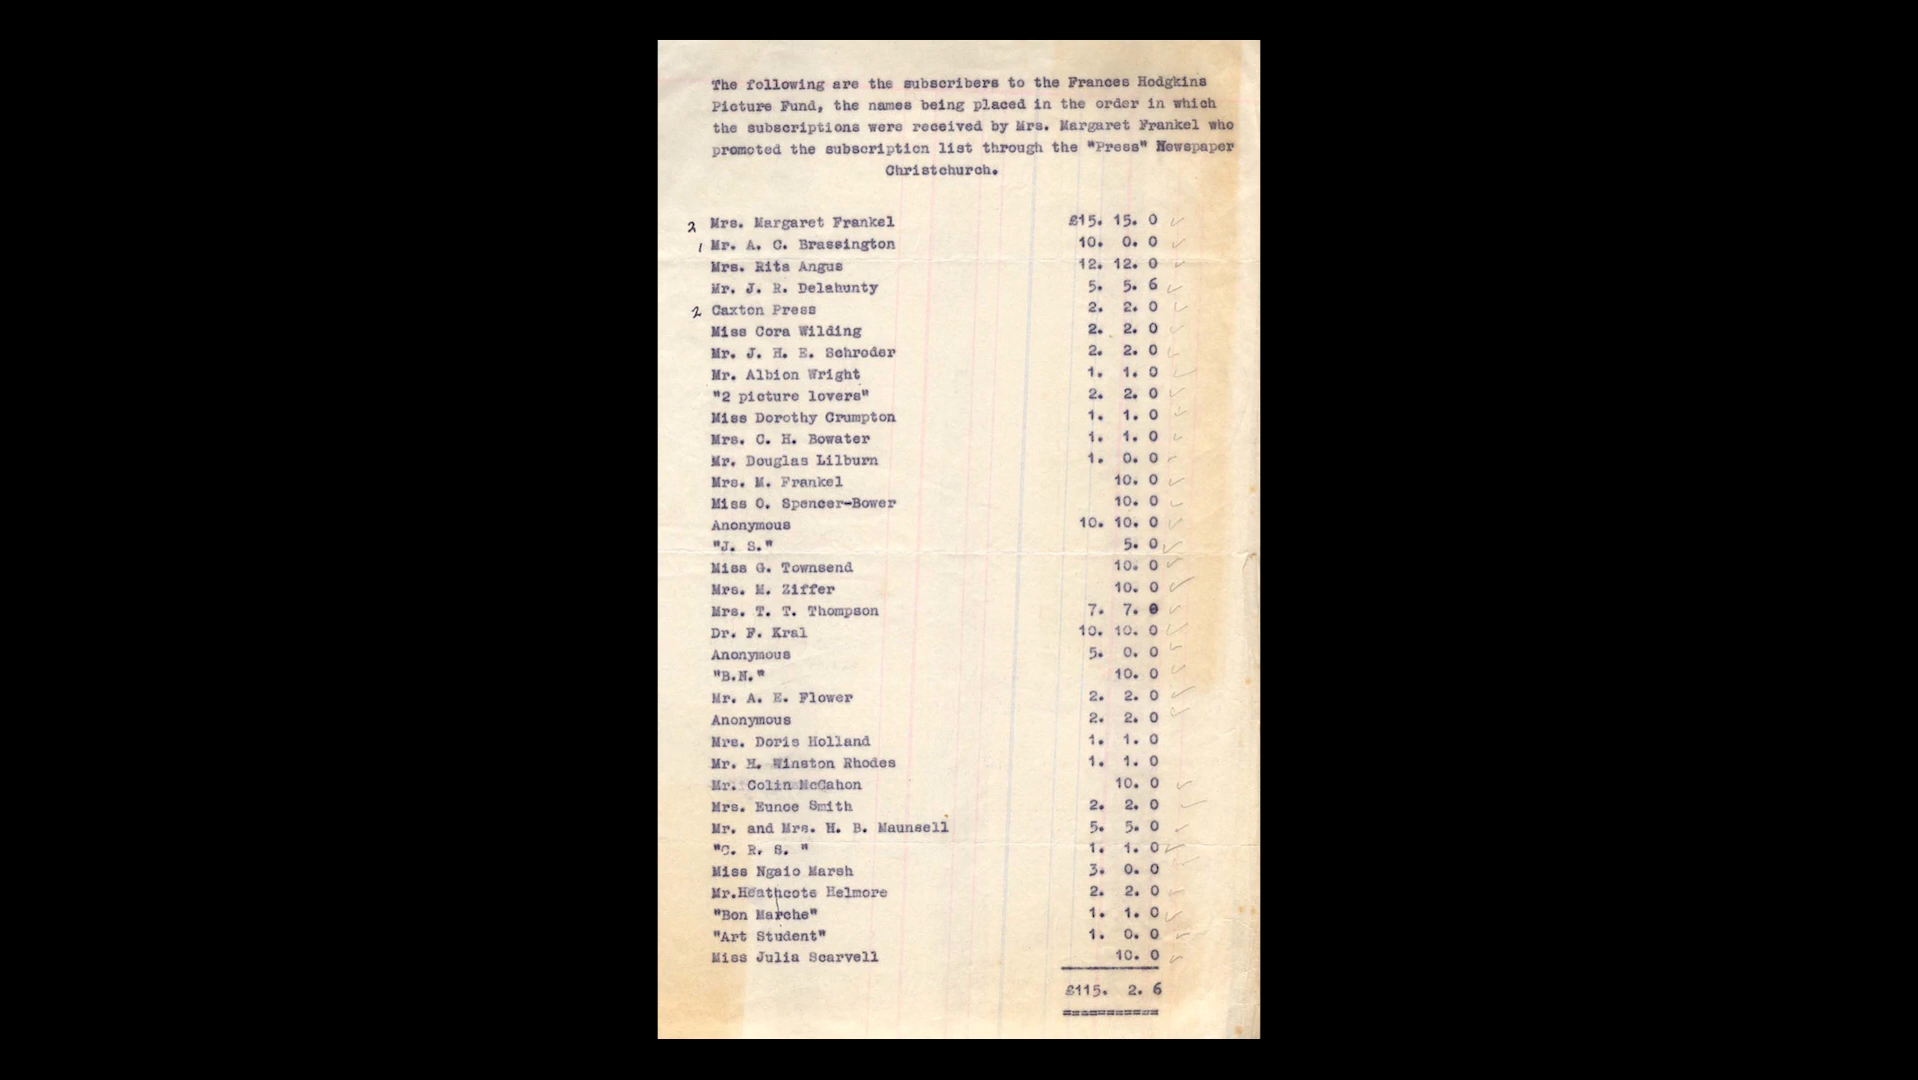 The following are the subscribers to the Frances Hodgkins
Picture Fund, the names being placed in the order in which
the subscriptions were received by Mrs. Margaret Frankel who
promoted the subscription list through the "Press" Newspaper
Christchurch.
2 Mrs. Margaret Frankel £15. 15. 0
1 Mr. A. C. Brassington 10. 0. 0
Mrs. Rita Angus 12. 12. 0
Mr. J. R. Delahunty 5. 5. 6
2 Caxton Press 2. 2. 0
Miss Cora Wilding 2. 2. 0
Mr. J. H. E. Schroder 2. 2. 0
Mr. Albion Wright 1. 1. 0
"2 picture lovers" 2. 2. 0
Miss Dorothy Crumpton 1. 1. 0
Mrs. C. H. Bowater 1. 1. 0
Mr. Douglas Lilburn 1. 0. 0
Mrs. M. Frankel 10. 0
Miss O. Spencer-Bower 10. 0
Anonymous 10. 10. 0
"J. S." 5. 0
Miss G. Townsend 10. 0
Mrs. M. Ziffer 10. 0
Mrs. T. T. Thompson 7. 7. 0
Dr. F. Kral 10. 10. 0
Anonymous 5. 0. 0
"B.N." 10. 0
Mr. A. E. Flower 2. 2. 0
Anonymous 2. 2. 0
Mrs. Doris Holland 1. 1. 0
Mr. H. Winston Rhodes 1. 1. 0
Mr. Colin McCahon 10. 0
Mrs. Eunoe Smith 2. 2. 0
Mr. and Mrs. H. B. Maunsell 5. 5. 0
"C. R. S. " 1. 1. 0
Miss Ngaio Marsh 3. 0. 0
Mr.Heathcote Helmore 2. 2. 0
"Bon Marche" 1. 1. 0
"Art Student" 1. 0. 0
Miss Julia Scarvell 10. 0
£115. 2. 6